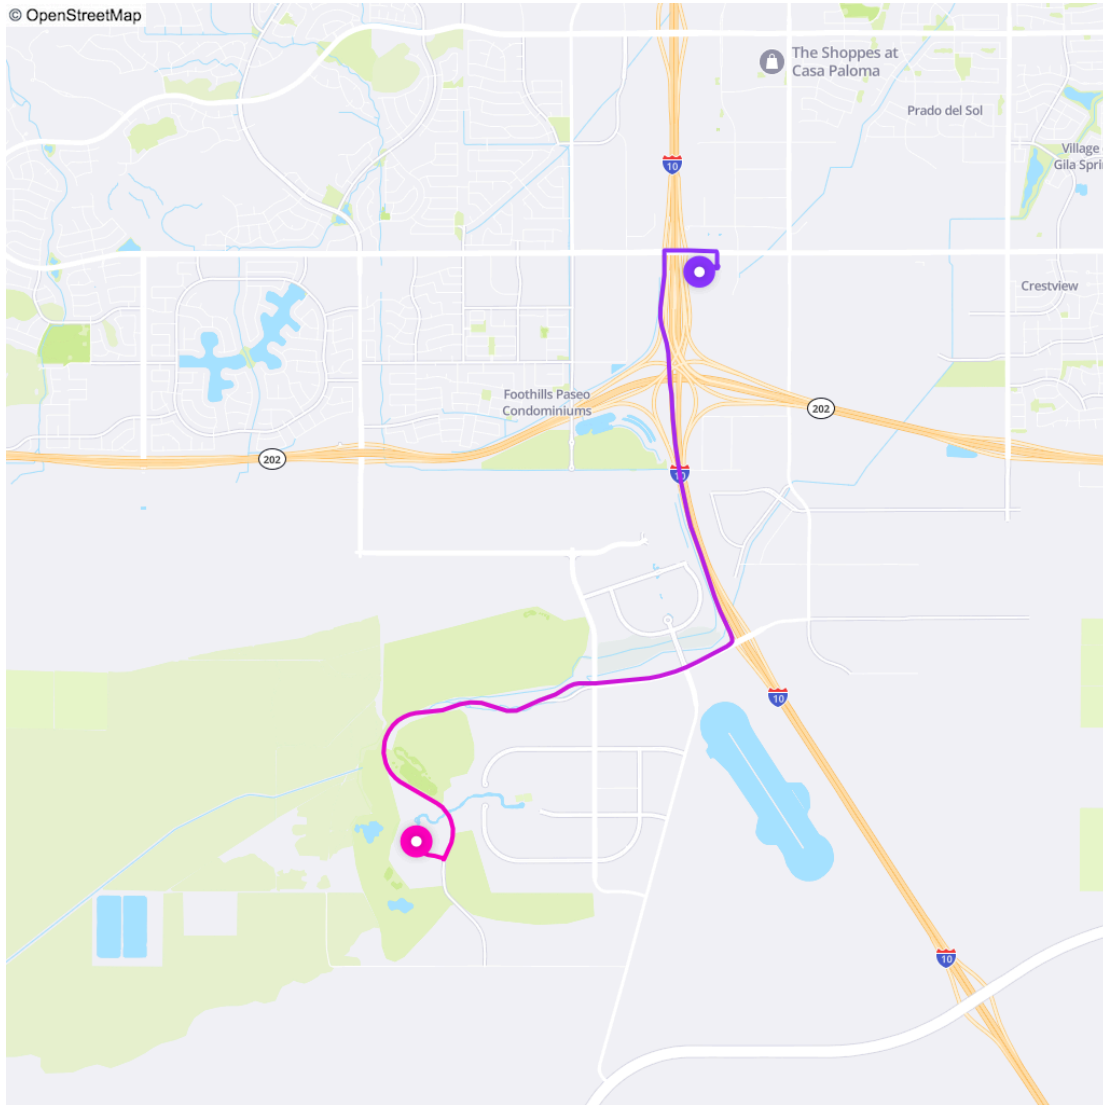 © OpenStreetMap
The Shoppes at
Casa Paloma
Prado del Sol
Village
Gila Spri
10
Crestview
Foothills Paseo
Condominiums
202
202
10
10
10